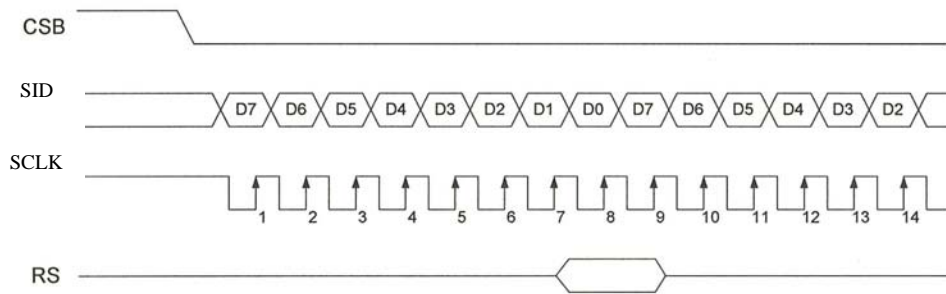 CSB
SID
D7 D6 D5 D4 D3 D2 D1 D0 D7 D6 D5 D4 D3 D2
SCLK
1 2 3 4 5 6 7 8 9 10 11 12 13 14
RS